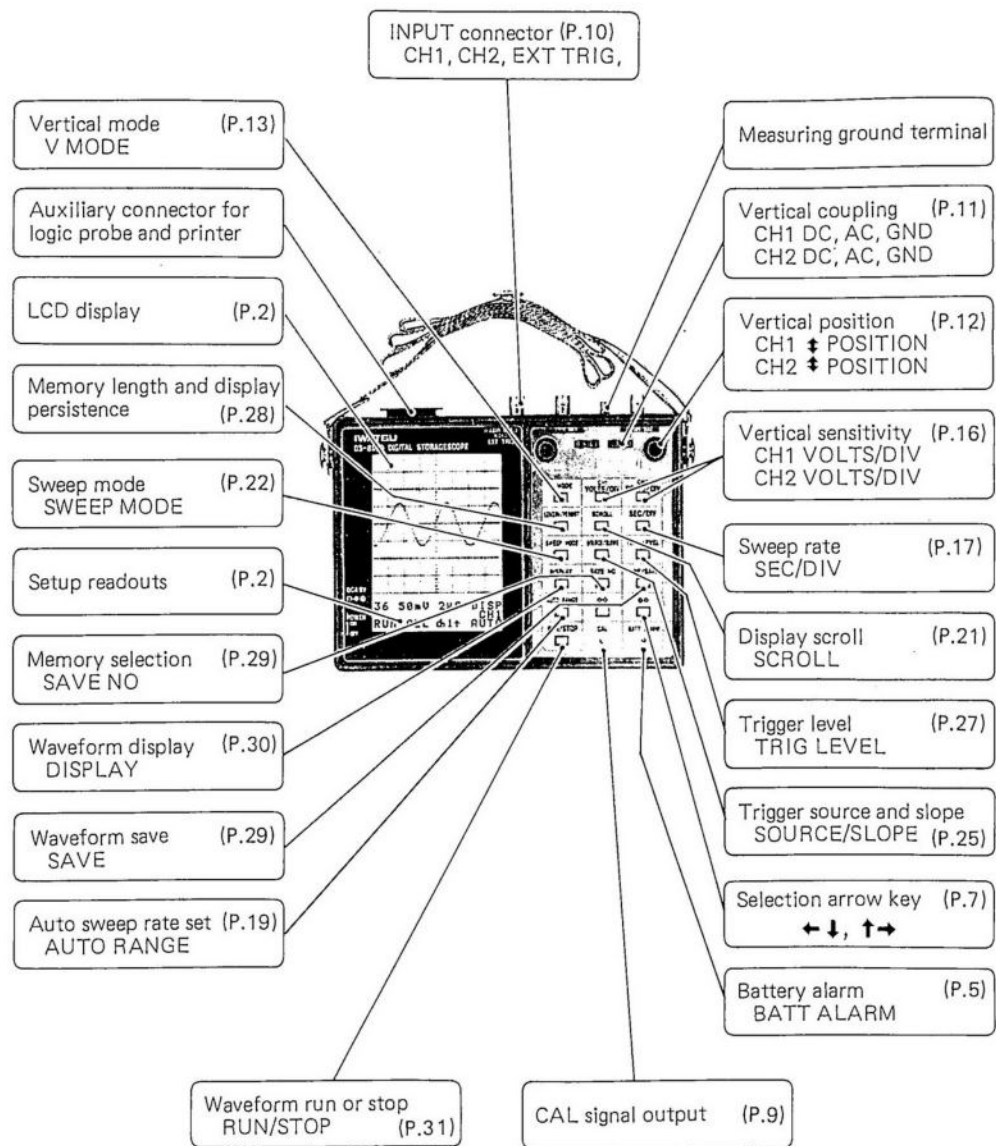 INPUT connector (P.10)
CH1, CH2, EXT TRIG,
Vertical mode (P.13)
V MODE
Auxiliary connector for
logic probe and printer
LCD display (P.2)
Memory length and display
persistence (P.28)
Sweep mode (P.22)
SWEEP MODE
Setup readouts (P.2)
Memory selection (P.29)
SAVE NO
Waveform display (P.30)
DISPLAY
Waveform save (P.29)
SAVE
Auto sweep rate set (P.19)
AUTO RANGE
Measuring ground terminal
Vertical coupling (P.11)
CH1 DC, AC, GND
CH2 DC, AC, GND
Vertical position (P.12)
CH1 ⬍ POSITION
CH2 ⬍ POSITION
Vertical sensitivity (P.16)
CH1 VOLTS/DIV
CH2 VOLTS/DIV
Sweep rate (P.17)
SEC/DIV
Display scroll (P.21)
SCROLL
Trigger level (P.27)
TRIG LEVEL
Trigger source and slope
SOURCE/SLOPE (P.25)
Selection arrow key (P.7)
←↓, ↑→
Battery alarm (P.5)
BATT ALARM
Waveform run or stop
RUN/STOP (P.31)
CAL signal output (P.9)
IWATSU
DIGITAL STORAGESCOPE
EXT TRIG
MODE
VOLTS/DIV
SCROLL
SEC/DIV
SWEEP MODE
SAVE NO
CAL
POWER
36 50mV DISP
CH1
AUTO